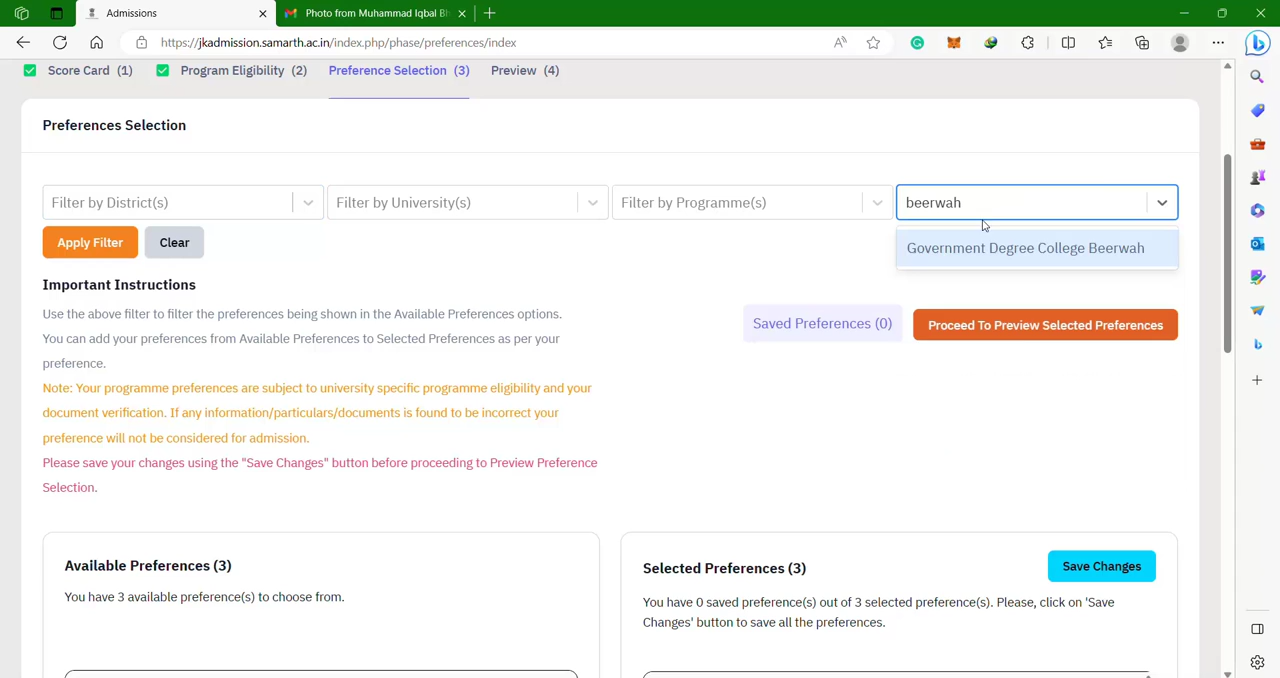 Admissions
Photo from Muhammad Iqbal Bh
https://jkadmission.samarth.ac.in/index.php/phase/preferences/index
Score Card (1)
Program Eligibility (2)
Preference Selection (3)
Preview (4)
Preferences Selection
Filter by District(s)
Filter by University(s)
Filter by Programme(s)
beerwah
Apply Filter
Clear
Government Degree College Beerwah
Important Instructions
Use the above filter to filter the preferences being shown in the Available Preferences options.
You can add your preferences from Available Preferences to Selected Preferences as per your
preference.
Note: Your programme preferences are subject to university specific programme eligibility and your
document verification. If any information/particulars/documents is found to be incorrect your
preference will not be considered for admission.
Please save your changes using the "Save Changes" button before proceeding to Preview Preference
Selection.
Saved Preferences (0)
Proceed To Preview Selected Preferences
Available Preferences (3)
You have 3 available preference(s) to choose from.
Selected Preferences (3)
Save Changes
You have 0 saved preference(s) out of 3 selected preference(s). Please, click on 'Save
Changes' button to save all the preferences.